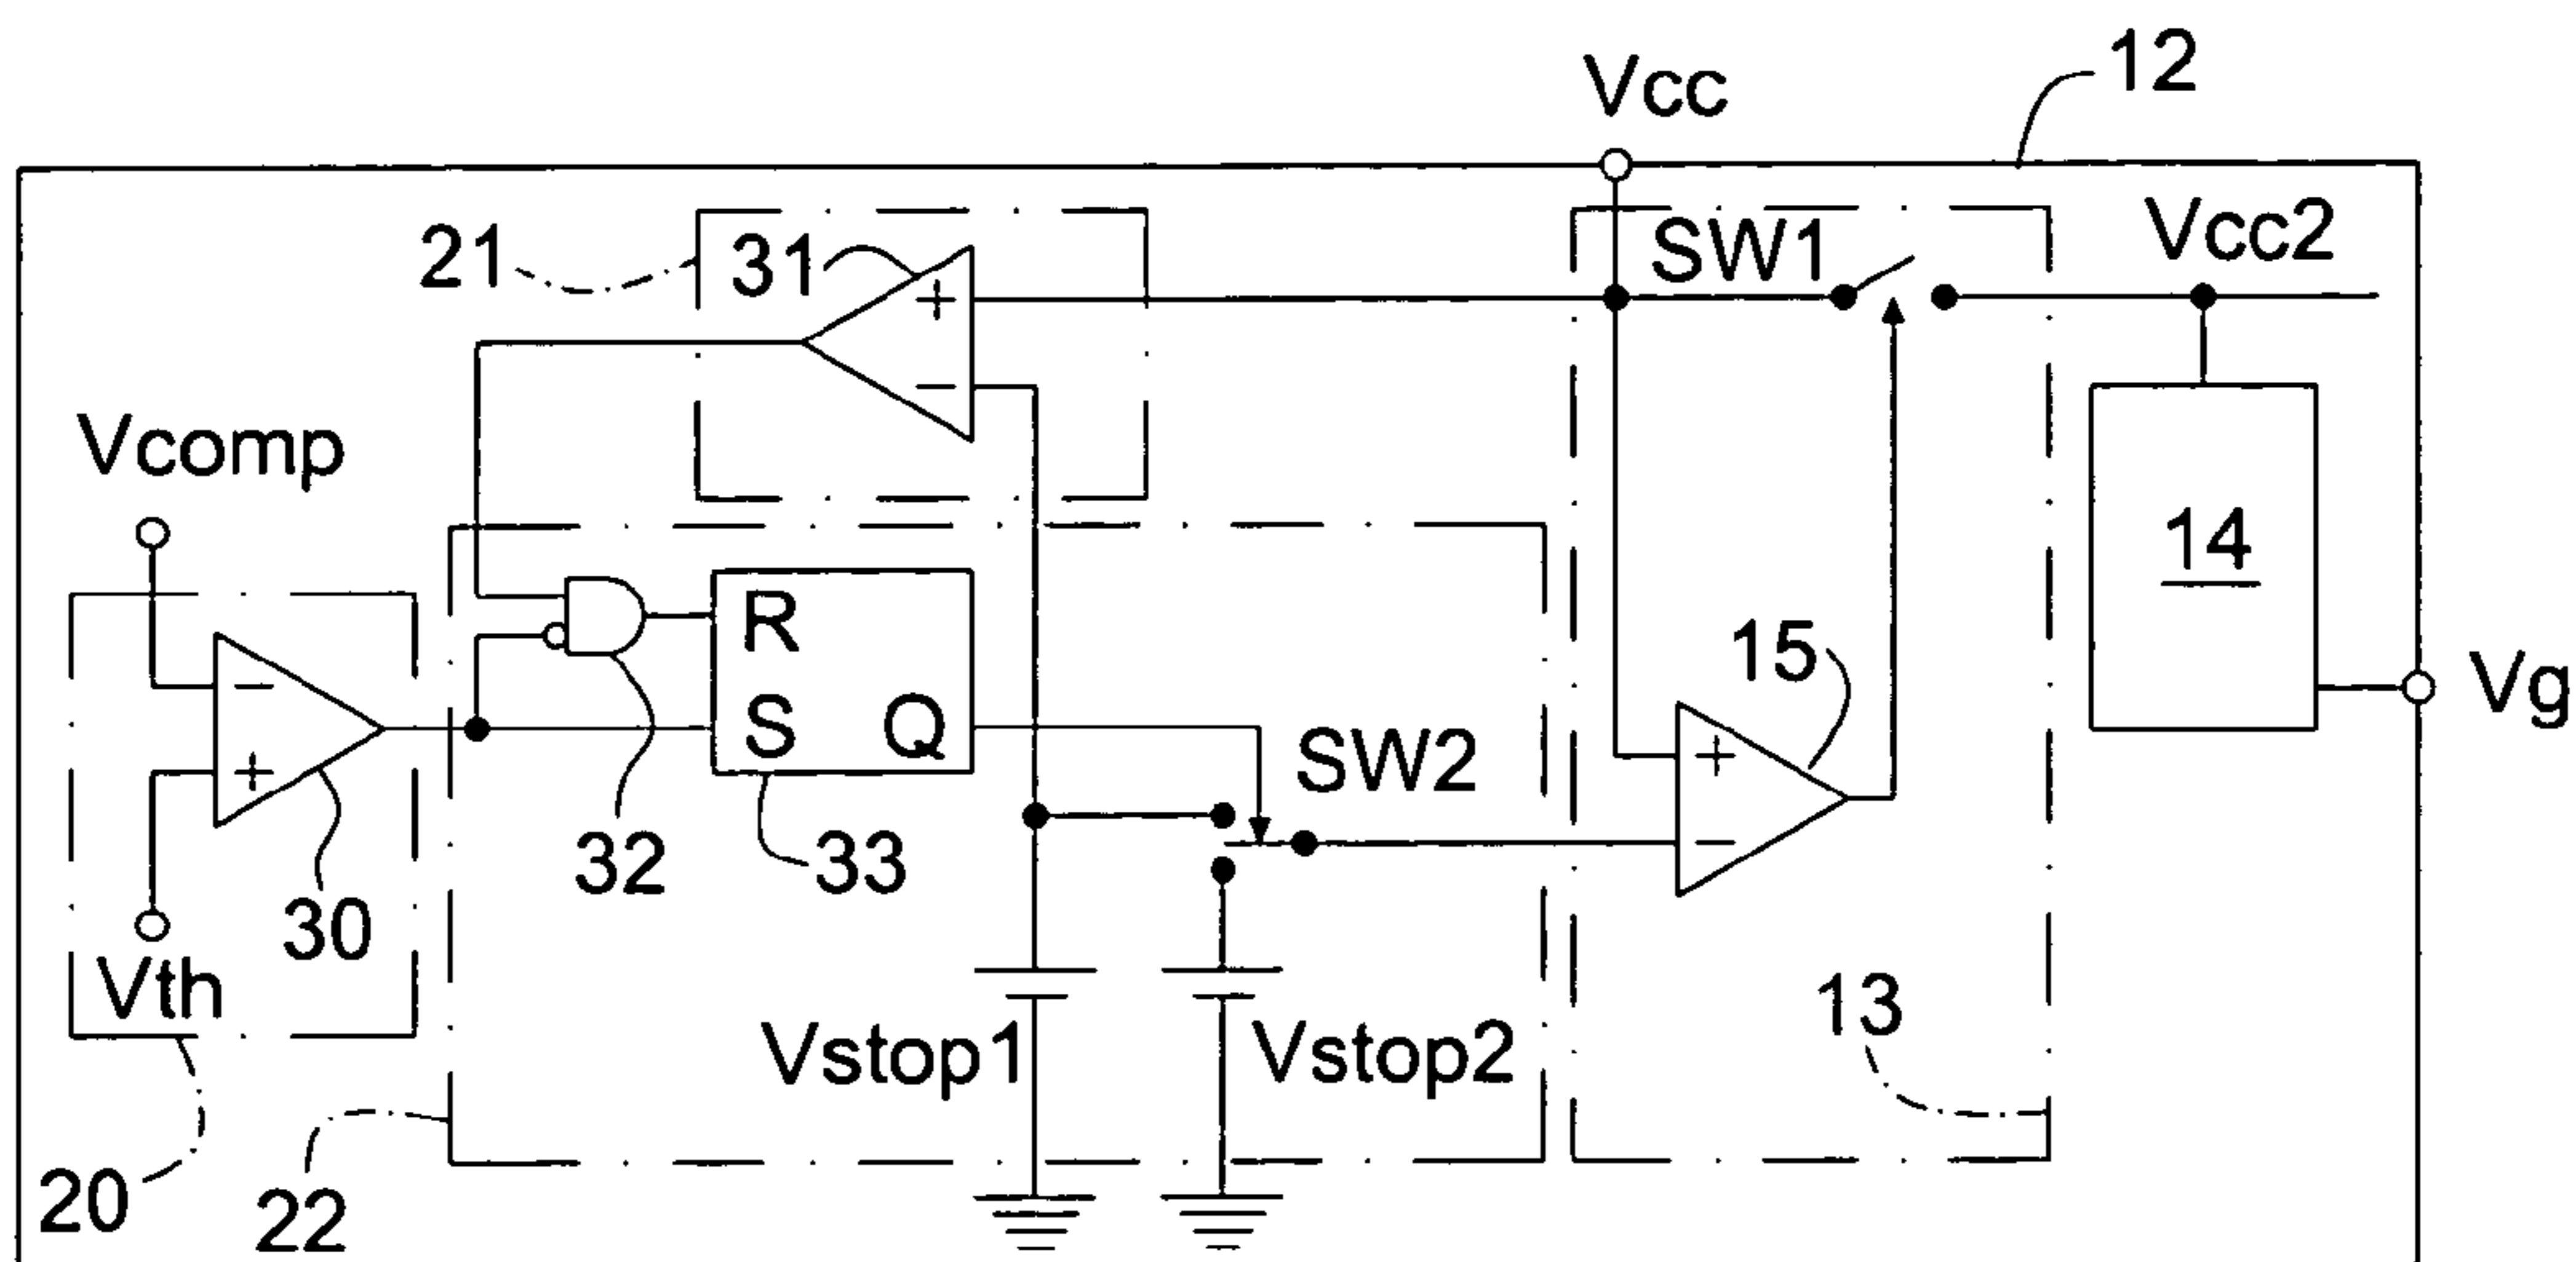 Vcc
12
21
31
+
−
SW1
Vcc2
Vcomp
14
R
S
Q
−
+
30
Vth
32
33
SW2
15
+
−
Vg
Vstop1
Vstop2
13
20
22